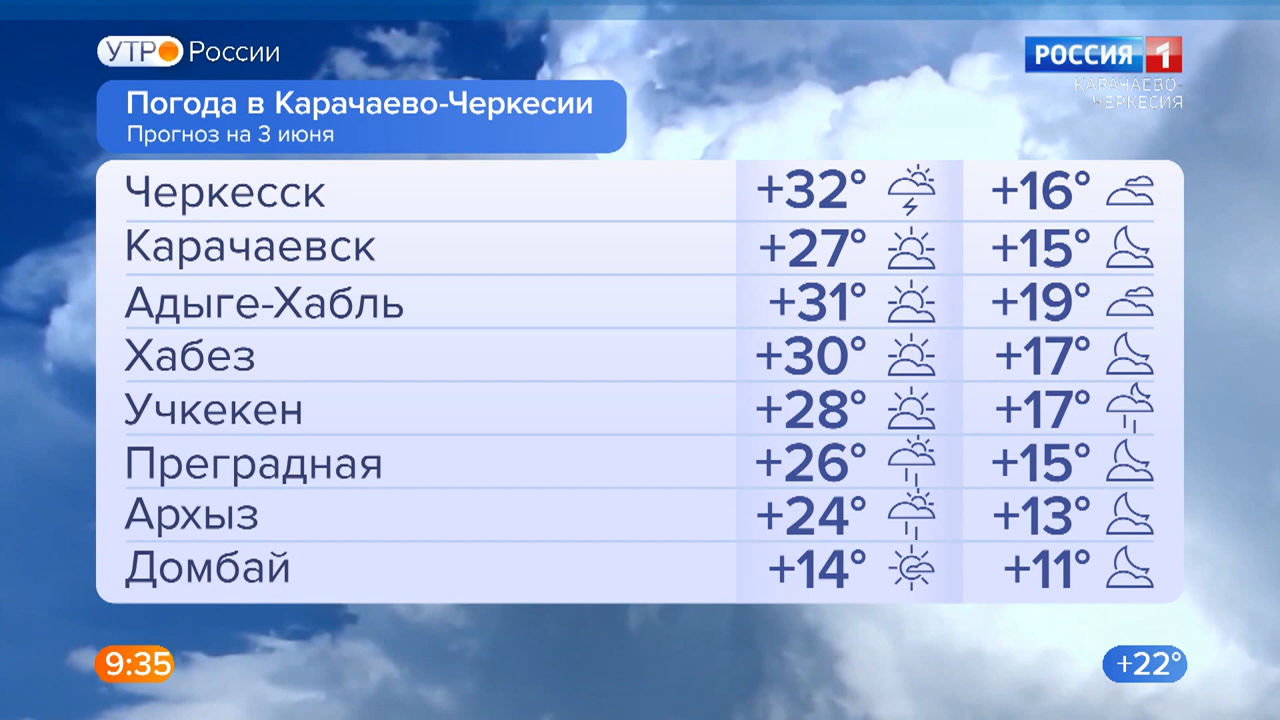 УТРО России
РОССИЯ 1
КАРАЧАЕВО-
ЧЕРКЕСИЯ
Погода в Карачаево-Черкесии
Прогноз на 3 июня
Черкесск +32° +16°
Карачаевск +27° +15°
Адыге-Хабль +31° +19°
Хабез +30° +17°
Учкекен +28° +17°
Преградная +26° +15°
Архыз +24° +13°
Домбай +14° +11°
9:35
+22°